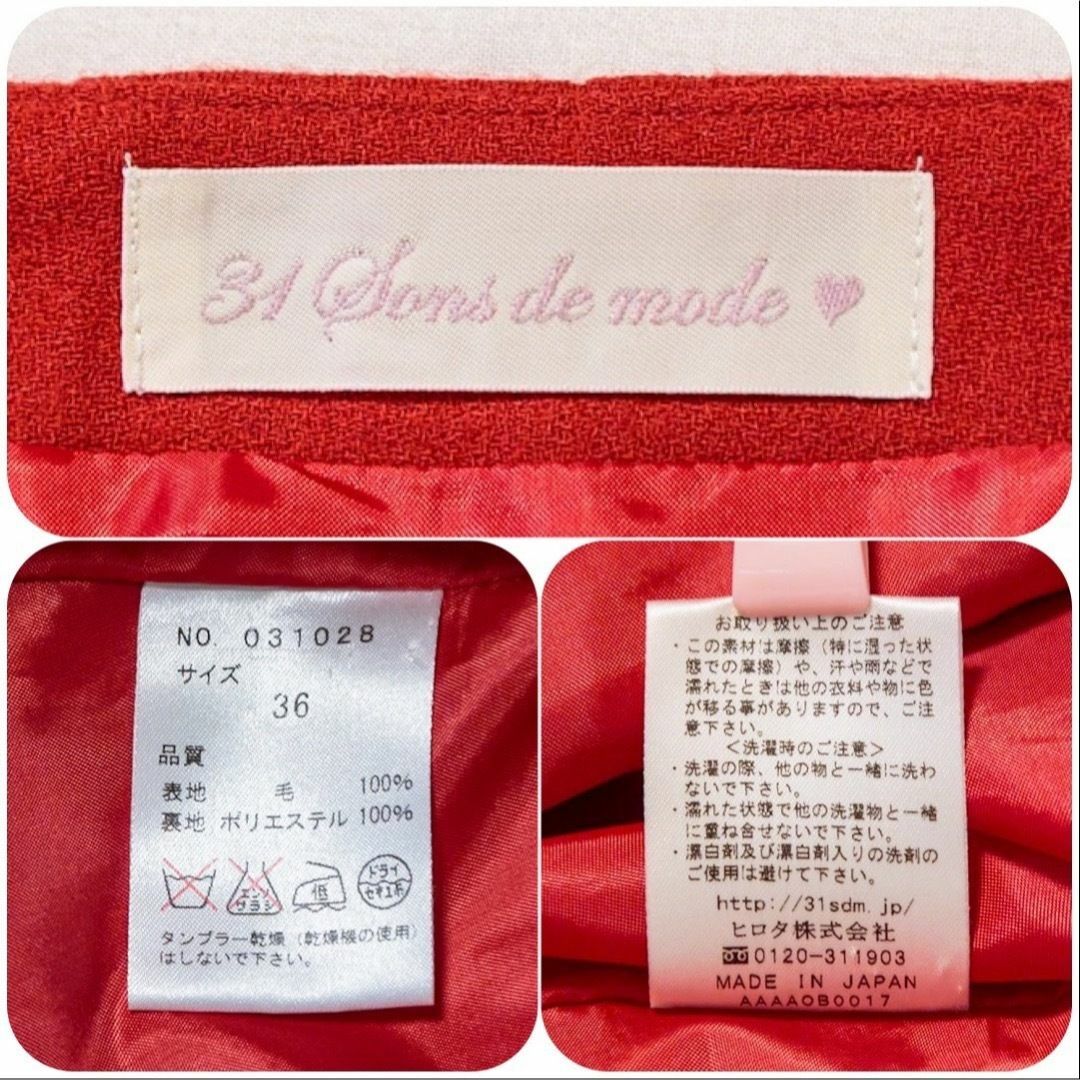 31 Sons de mode
NO. 031028
サイズ
36
品質
表地 毛 100%
裏地 ポリエステル 100%
エンソ サラシ
低
ドライ
セキユ系
タンブラー乾燥（乾燥機の使用）
はしないで下さい。
お取り扱い上のご注意
・この素材は摩擦（特に湿った状
態での摩擦）や、汗や雨などで
濡れたときは他の衣料や物に色
が移る事がありますので、ご注
意下さい。
＜洗濯時のご注意＞
・洗濯の際、他の物と一緒に洗わ
ないで下さい。
・濡れた状態で他の洗濯物と一緒
に重ね合せないで下さい。
・漂白剤及び漂白剤入りの洗剤の
ご使用は避けて下さい。
http://31sdm.jp/
ヒロタ株式会社
0120-311903
MADE IN JAPAN
AAAA0B0017